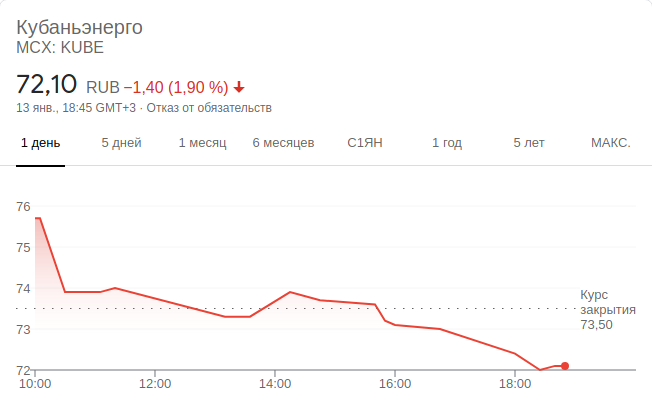 Кубаньэнерго
MCX: KUBE
72,10 RUB −1,40 (1,90 %)
13 янв., 18:45 GMT+3 · Отказ от обязательств
1 день 5 дней 1 месяц 6 месяцев С1ЯН 1 год 5 лет МАКС.
76
75
74
73
72
Курс
закрытия
73,50
10:00 12:00 14:00 16:00 18:00